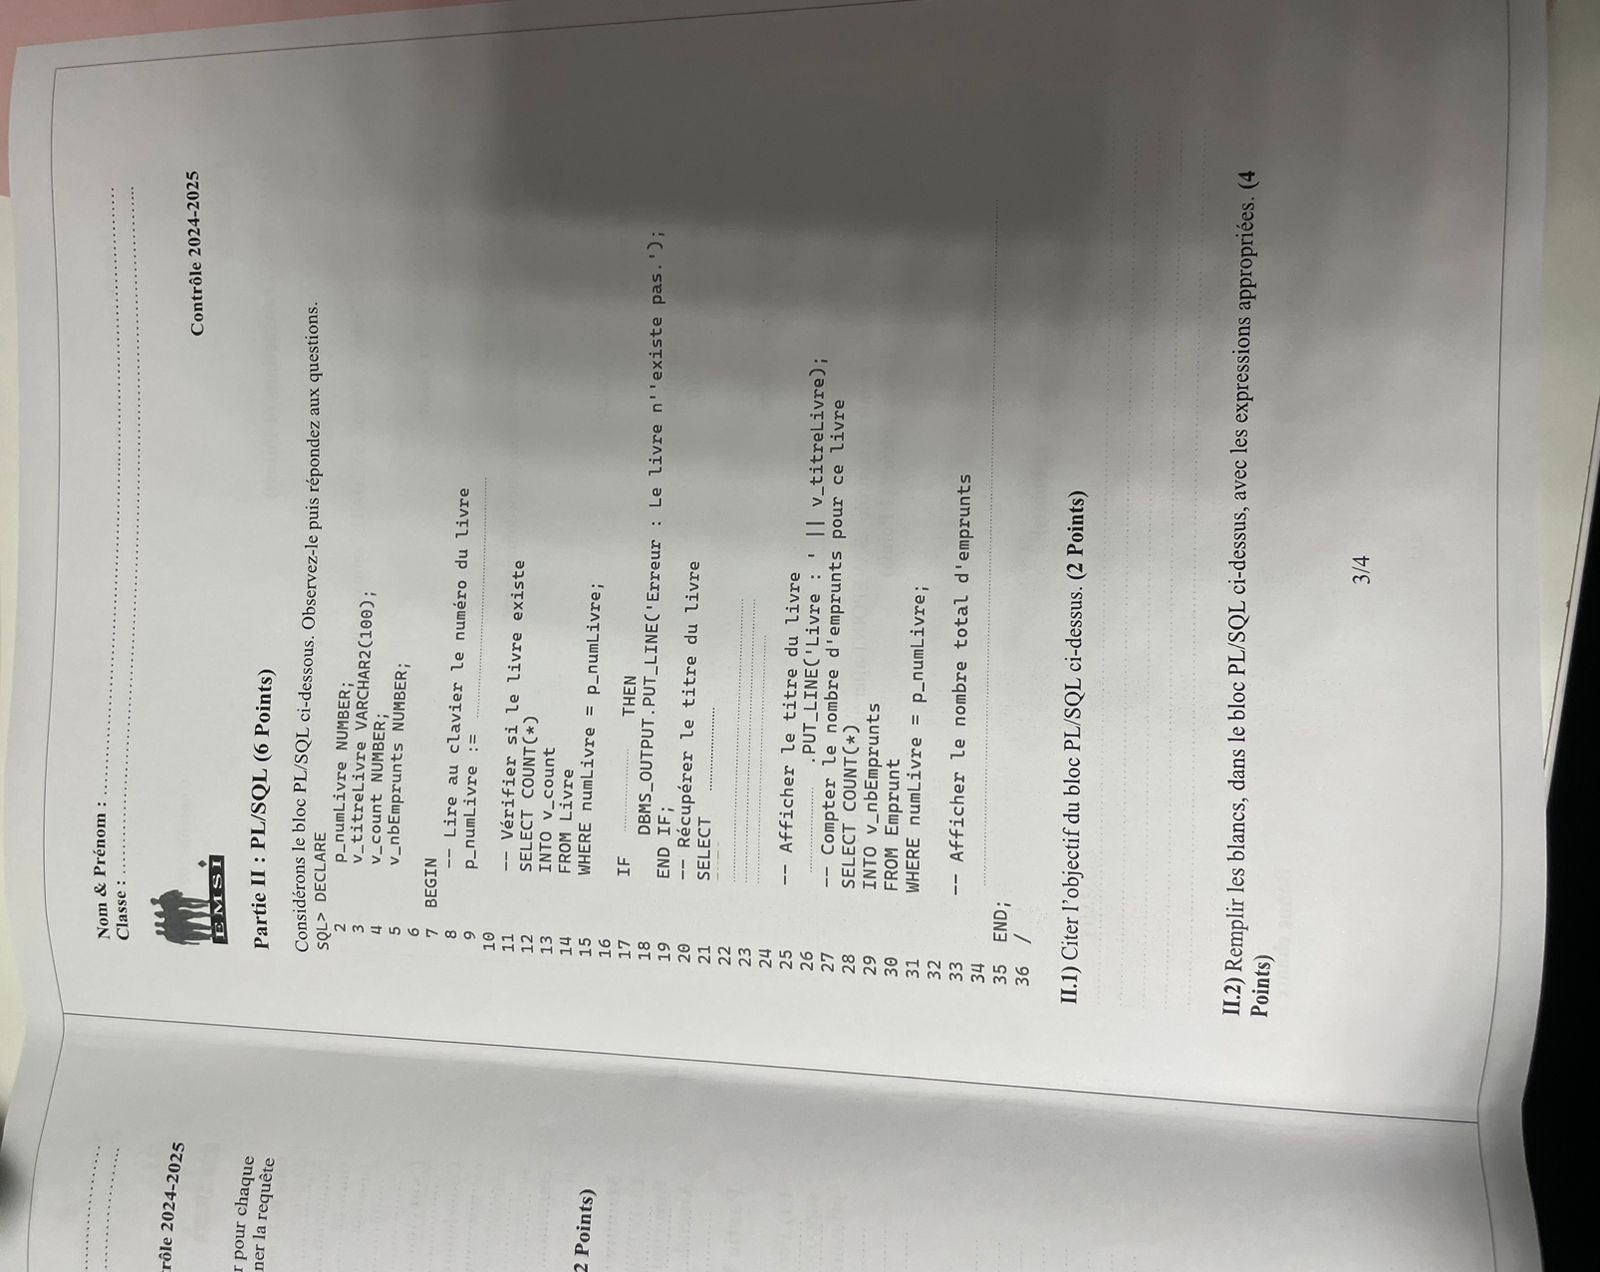 rôle 2024-2025
r pour chaque
ner la requête
2 Points)
Nom & Prénom :
Classe :
EMSI
Contrôle 2024-2025
Partie II : PL/SQL (6 Points)
Considérons le bloc PL/SQL ci-dessous. Observez-le puis répondez aux questions.
SQL> DECLARE
2 p_numLivre NUMBER;
3 v_titreLivre VARCHAR2(100);
4 v_count NUMBER;
5 v_nbEmprunts NUMBER;
6
7 BEGIN
8 -- Lire au clavier le numéro du livre
9 p_numLivre :=
10
11 -- Vérifier si le livre existe
12 SELECT COUNT(*)
13 INTO v_count
14 FROM Livre
15 WHERE numLivre = p_numLivre;
16
17 IF THEN
18 DBMS_OUTPUT.PUT_LINE('Erreur : Le livre n''existe pas.');
19 END IF;
20 -- Récupérer le titre du livre
21 SELECT
22
23
24
25 -- Afficher le titre du livre
26 .PUT_LINE('Livre : ' || v_titreLivre);
27 -- Compter le nombre d'emprunts pour ce livre
28 SELECT COUNT(*)
29 INTO v_nbEmprunts
30 FROM Emprunt
31 WHERE numLivre = p_numLivre;
32
33 -- Afficher le nombre total d'emprunts
34
35 END;
36 /
II.1) Citer l'objectif du bloc PL/SQL ci-dessus. (2 Points)
II.2) Remplir les blancs, dans le bloc PL/SQL ci-dessus, avec les expressions appropriées. (4
Points)
3/4